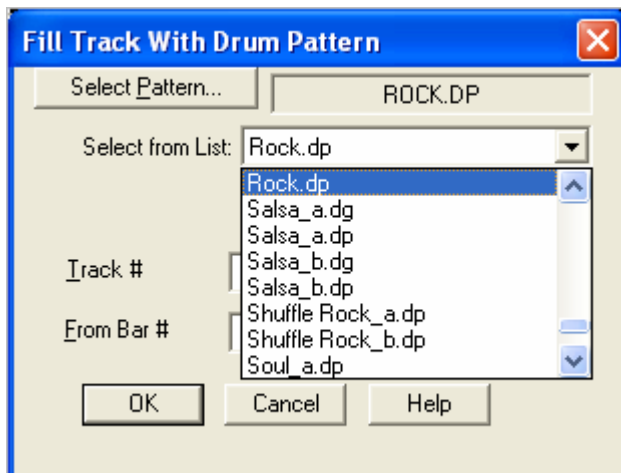 Fill Track With Drum Pattern
Select Pattern... ROCK.DP
Select from List: Rock.dp
Rock.dp
Salsa_a.dg
Salsa_a.dp
Salsa_b.dg
Salsa_b.dp
Shuffle Rock_a.dp
Shuffle Rock_b.dp
Soul_a.dp
Track #
From Bar #
OK Cancel Help